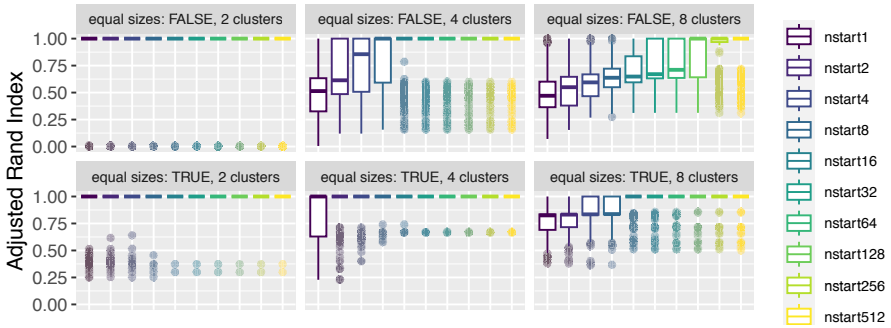 equal sizes: FALSE, 2 clusters
equal sizes: FALSE, 4 clusters
equal sizes: FALSE, 8 clusters
1.00
0.75
0.50
0.25
0.00
equal sizes: TRUE, 2 clusters
equal sizes: TRUE, 4 clusters
equal sizes: TRUE, 8 clusters
1.00
0.75
0.50
0.25
0.00
Adjusted Rand Index
nstart1
nstart2
nstart4
nstart8
nstart16
nstart32
nstart64
nstart128
nstart256
nstart512